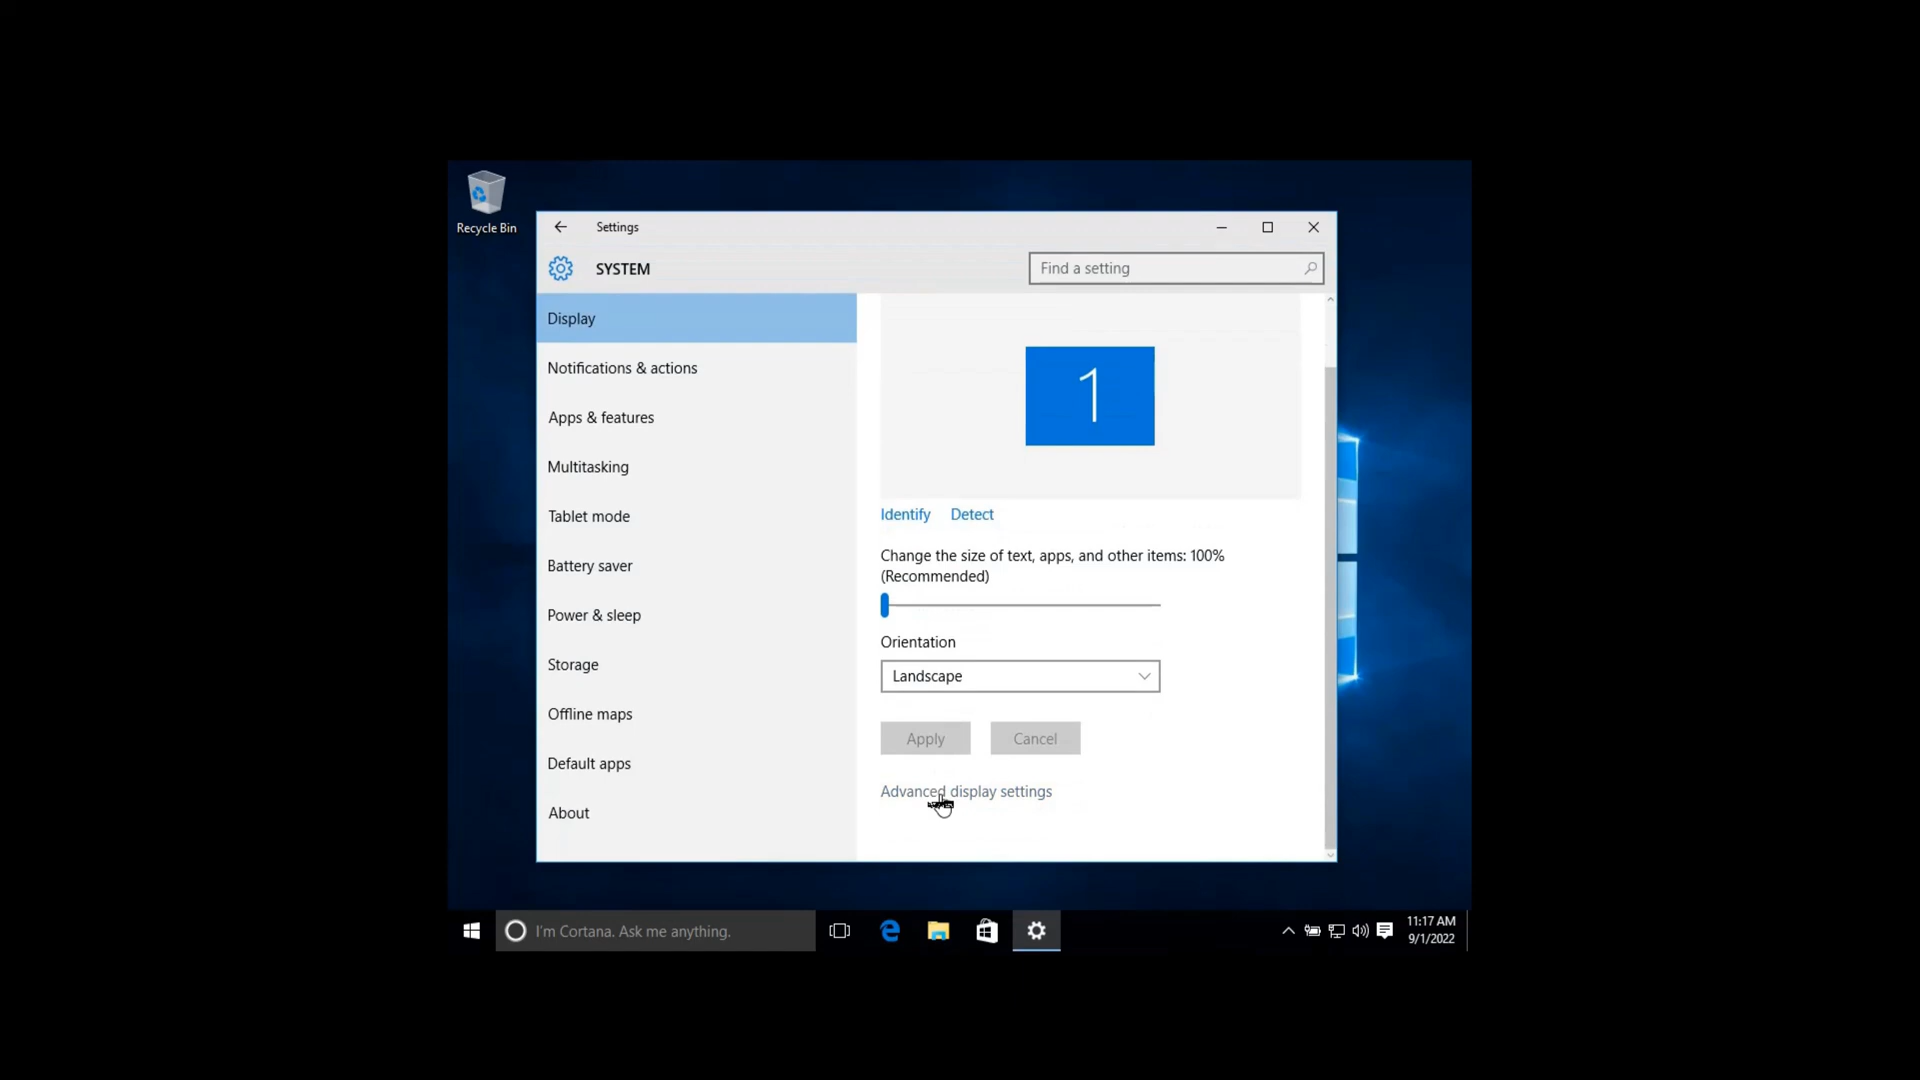 Recycle Bin
Settings
SYSTEM
Find a setting
Display
Notifications & actions
Apps & features
Multitasking
Tablet mode
Battery saver
Power & sleep
Storage
Offline maps
Default apps
About
1
Identify Detect
Change the size of text, apps, and other items: 100%
(Recommended)
Orientation
Landscape
Apply Cancel
Advanced display settings
I'm Cortana. Ask me anything.
11:17 AM
9/1/2022